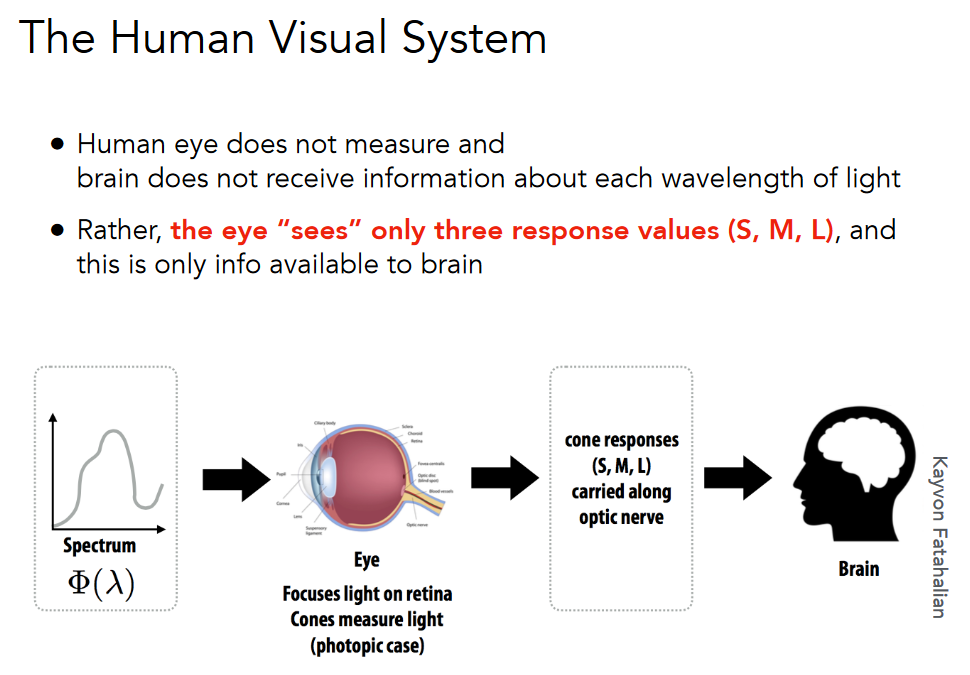 The Human Visual System
● Human eye does not measure and
brain does not receive information about each wavelength of light
● Rather, the eye “sees” only three response values (S, M, L), and
this is only info available to brain
Spectrum
Φ(λ)
Ciliary body
Iris
Pupil
Cornea
Lens
Suspensory
ligament
Sclera
Choroid
Retina
Fovea centralis
Optic disc
(blind spot)
Blood vessels
Optic nerve
Eye
Focuses light on retina
Cones measure light
(photopic case)
cone responses
(S, M, L)
carried along
optic nerve
Brain
Kayvon Fatahalian